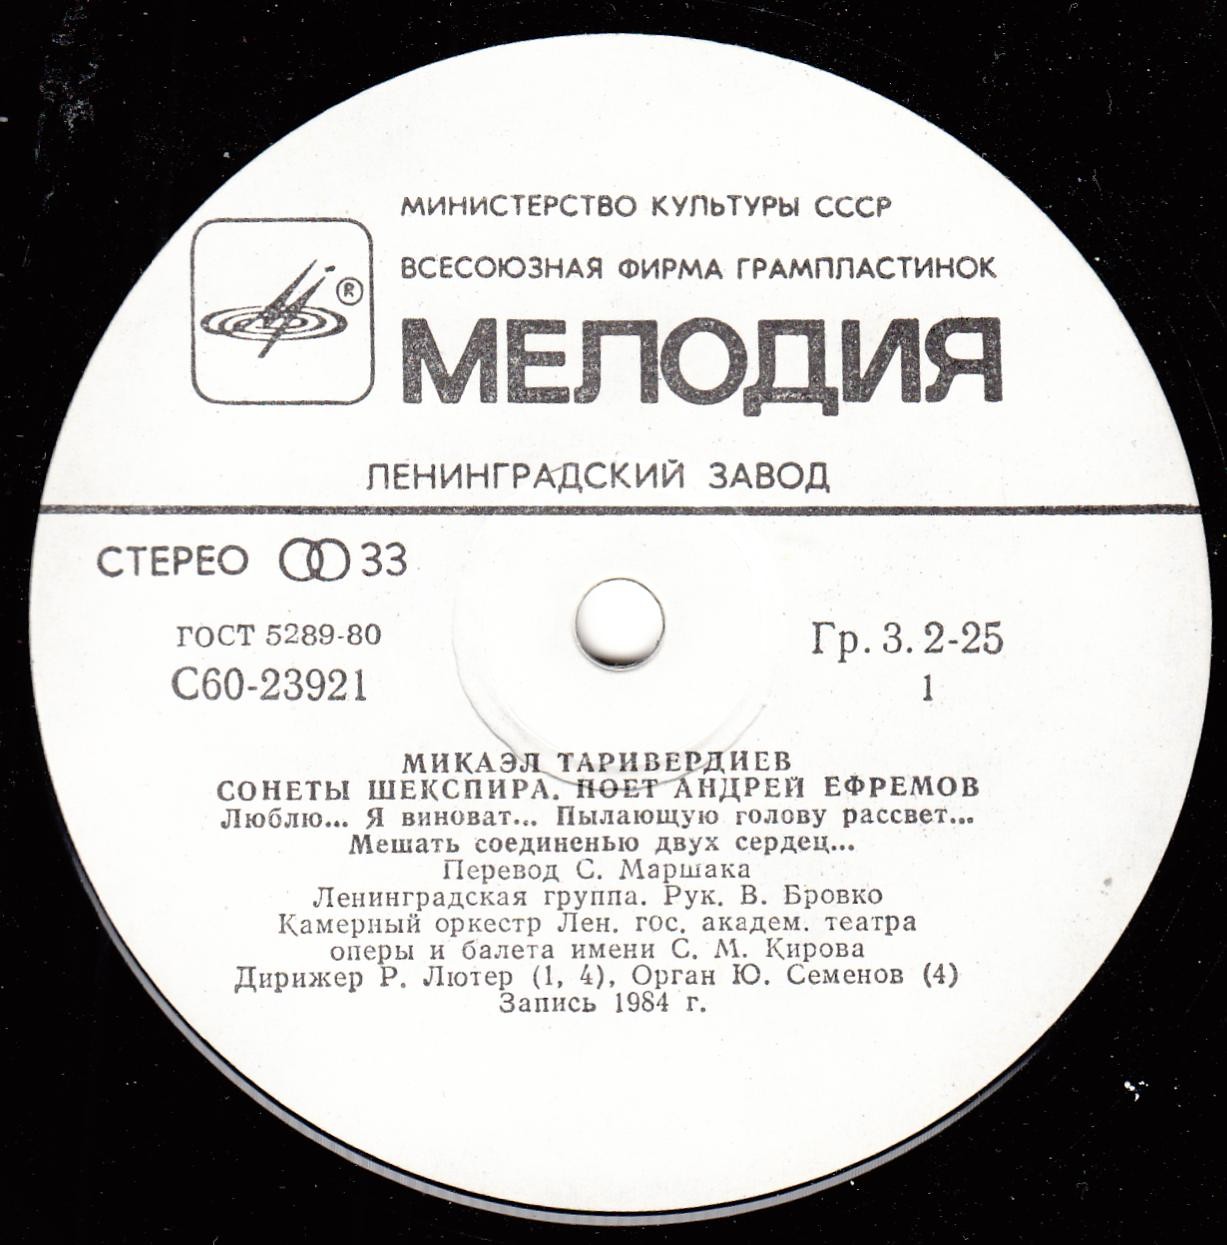 МИНИСТЕРСТВО КУЛЬТУРЫ СССР
ВСЕСОЮЗНАЯ ФИРМА ГРАМПЛАСТИНОК
®
МЕЛОДИЯ
ЛЕНИНГРАДСКИЙ ЗАВОД
СТЕРЕО 33
ГОСТ 5289-80
Гр. 3. 2-25
С60-23921
1
МИКАЭЛ ТАРИВЕРДИЕВ
СОНЕТЫ ШЕКСПИРА. ПОЕТ АНДРЕЙ ЕФРЕМОВ
Люблю... Я виноват... Пылающую голову рассвет...
Мешать соединенью двух сердец...
Перевод С. Маршака
Ленинградская группа. Рук. В. Бровко
Камерный оркестр Лен. гос. академ. театра
оперы и балета имени С. М. Кирова
Дирижер Р. Лютер (1, 4), Орган Ю. Семенов (4)
Запись 1984 г.